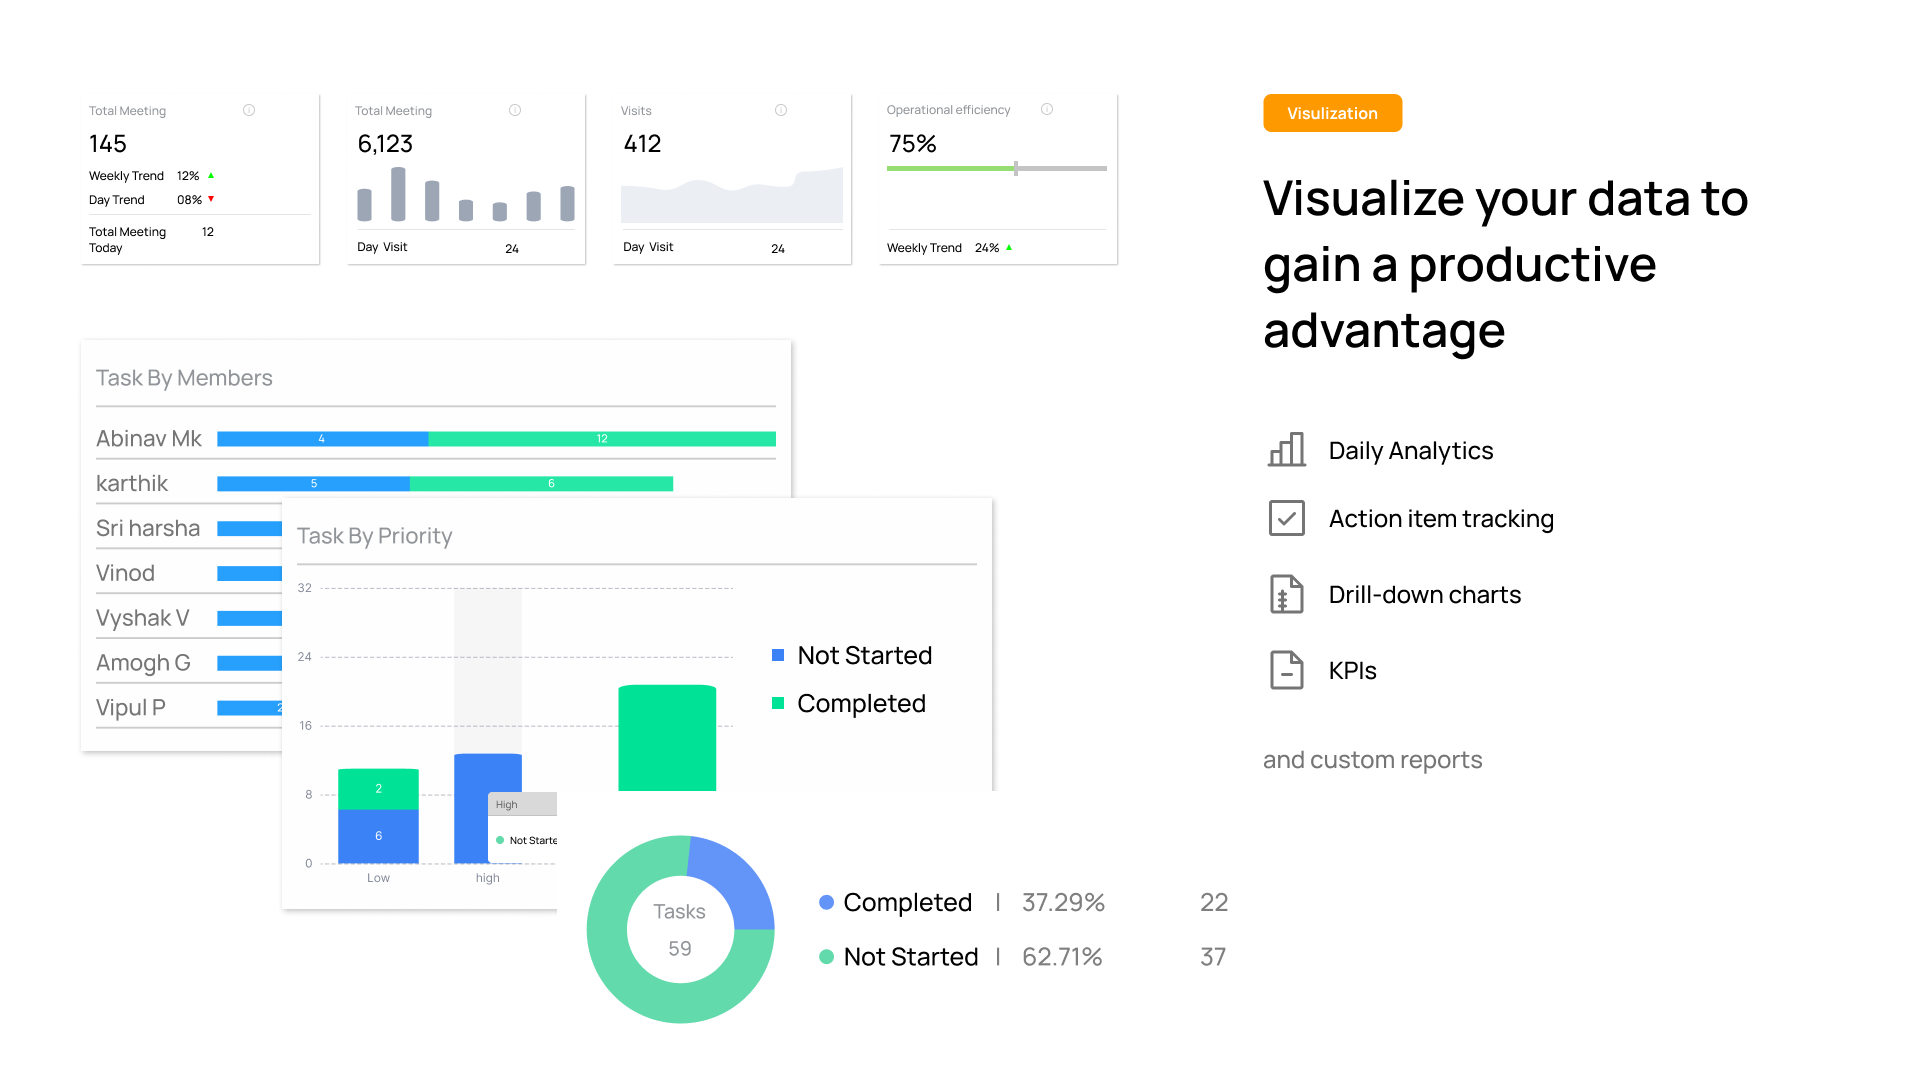 Total Meeting
145
Weekly Trend 12%
Day Trend 08%
Total Meeting 12
Today
Total Meeting
6,123
Day Visit 24
Visits
412
Day Visit 24
Operational efficiency
75%
Weekly Trend 24%
Visulization
Visualize your data to
gain a productive
advantage
Daily Analytics
Action item tracking
Drill-down charts
KPIs
and custom reports
Task By Members
Abinav Mk 4 12
karthik 5 6
Sri harsha
Vinod
Vyshak V
Amogh G
Vipul P
Task By Priority
32
24
16
8
0
2
6
Low
high
High
Not Starte
Not Started
Completed
Tasks
59
Completed | 37.29% 22
Not Started | 62.71% 37